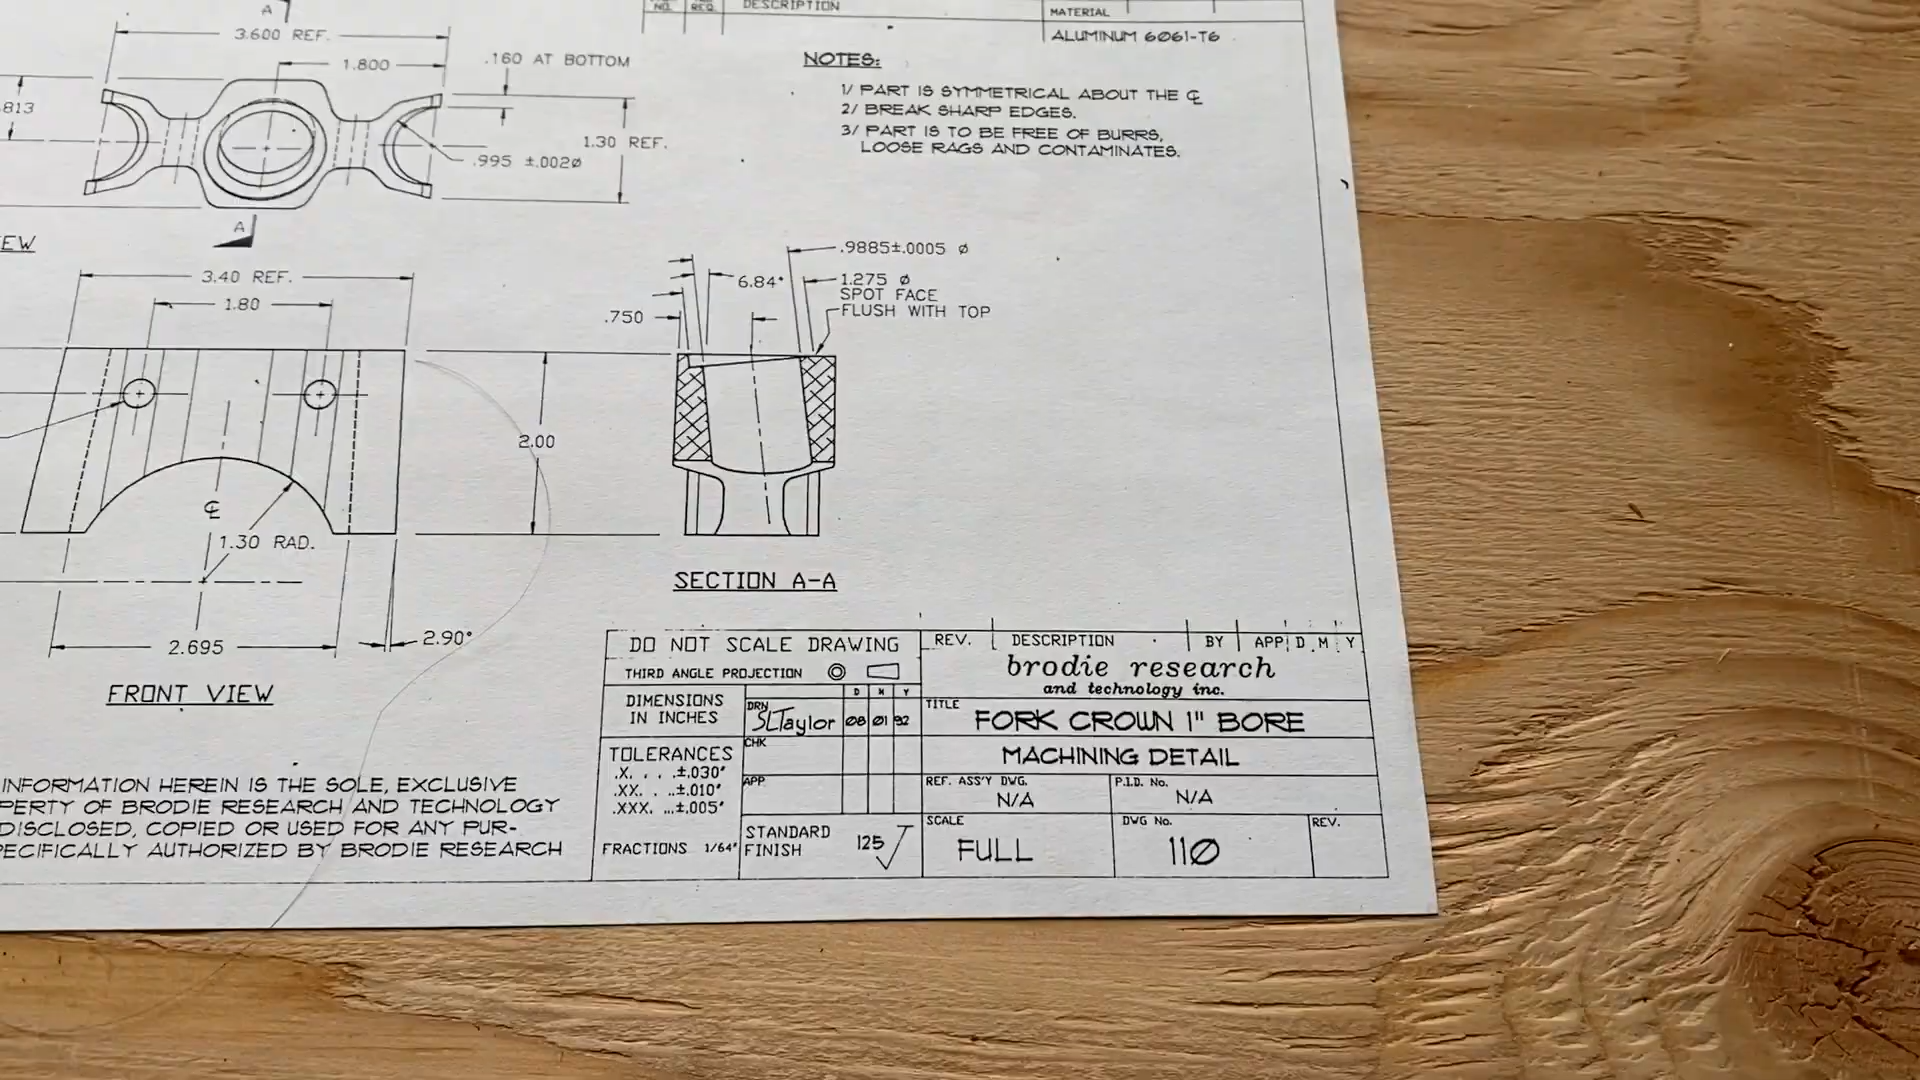 NO. REQ. DESCRIPTION
MATERIAL
ALUMINUM 6061-T6
A
3.600 REF.
1.800
.160 AT BOTTOM
813
1.30 REF.
.995 ±.002ø
A
EW
NOTES:
1/ PART IS SYMMETRICAL ABOUT THE ℄
2/ BREAK SHARP EDGES.
3/ PART IS TO BE FREE OF BURRS,
LOOSE RAGS AND CONTAMINATES.
3.40 REF.
1.80
2.00
℄
1.30 RAD.
2.695
2.90°
FRONT VIEW
.9885±.0005 ø
6.84°
1.275 ø
SPOT FACE
FLUSH WITH TOP
.750
SECTION A-A
INFORMATION HEREIN IS THE SOLE, EXCLUSIVE
PERTY OF BRODIE RESEARCH AND TECHNOLOGY
DISCLOSED, COPIED OR USED FOR ANY PUR-
PECIFICALLY AUTHORIZED BY BRODIE RESEARCH
DO NOT SCALE DRAWING
THIRD ANGLE PROJECTION
DIMENSIONS
IN INCHES
TOLERANCES
.X. . . .±.030"
.XX. . ..±.010"
.XXX. ...±.005"
FRACTIONS 1/64"
D M Y
DRN SLTaylor 08 01 92
CHK
APP
STANDARD
FINISH 125
REV. DESCRIPTION BY APP D M Y
brodie research
and technology inc.
TITLE FORK CROWN 1" BORE
MACHINING DETAIL
REF. ASS'Y DWG. N/A
P.I.D. No. N/A
SCALE FULL
DWG No. 110
REV.